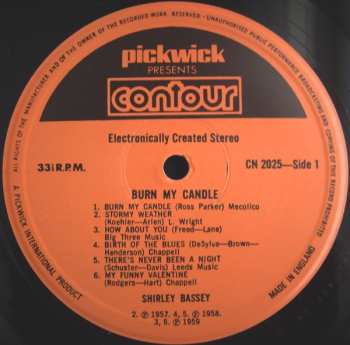 ALL RIGHTS OF THE MANUFACTURER AND OF THE OWNER OF THE RECORDED WORK RESERVED · UNAUTHORISED PUBLIC PERFORMANCE BROADCASTING AND COPYING OF THIS RECORD PROHIBITED
pickwick
PRESENTS
contour
Electronically Created Stereo
33⅓ R.P.M.
CN 2025—Side 1
BURN MY CANDLE
1. BURN MY CANDLE (Ross Parker) Mecolico
2. STORMY WEATHER
(Koehler—Arlen) L. Wright
3. HOW ABOUT YOU (Freed—Lane)
Big Three Music
4. BIRTH OF THE BLUES (DeSylva—Brown—
Henderson) Chappell
5. THERE'S NEVER BEEN A NIGHT
(Schuster—Davis) Leeds Music
6. MY FUNNY VALENTINE
(Rodgers—Hart) Chappell
SHIRLEY BASSEY
2. ℗ 1957. 4, 5. ℗ 1958.
3, 6. ℗ 1959
A PICKWICK INTERNATIONAL PRODUCT
MADE IN ENGLAND